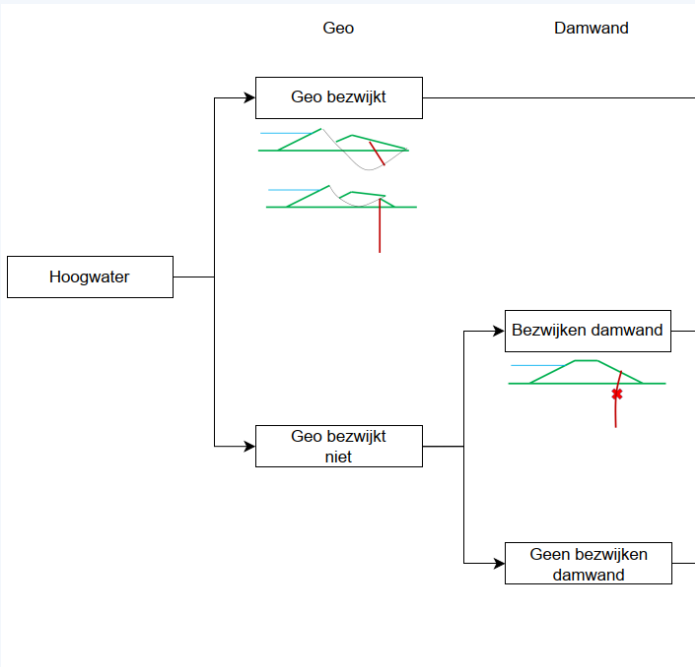 Geo
Damwand
Geo bezwijkt
Hoogwater
Bezwijken damwand
Geo bezwijkt
niet
Geen bezwijken
damwand